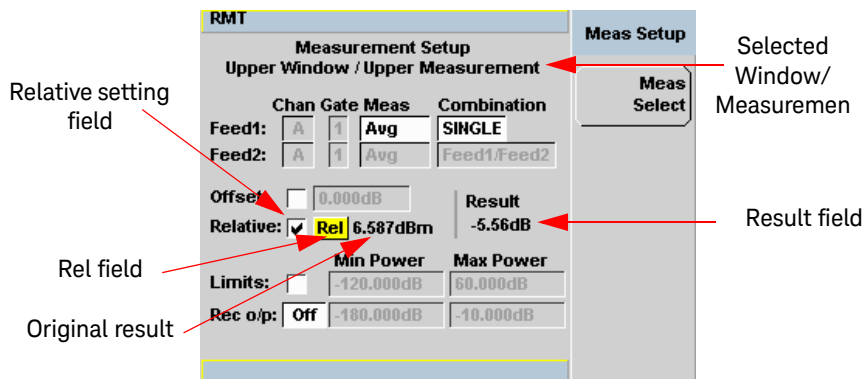 RMT
Meas Setup
Measurement Setup
Upper Window / Upper Measurement
Selected
Window/
Measuremen
Meas
Select
Relative setting
field
Chan Gate Meas Combination
Feed1: A 1 Avg SINGLE
Feed2: A 1 Avg Feed1/Feed2
Offset: 0.000dB Result
Relative: Rel 6.587dBm -5.56dB
Result field
Rel field
Min Power Max Power
Limits: -120.000dB 60.000dB
Original result
Rec o/p: Off -180.000dB -10.000dB